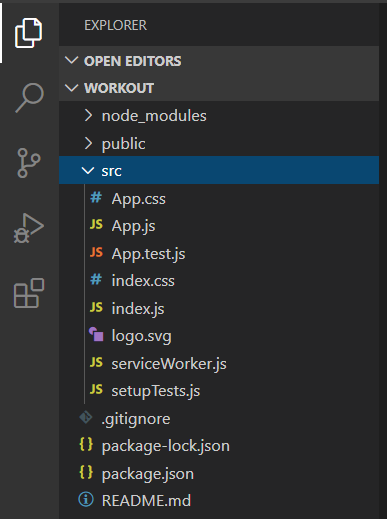 EXPLORER
OPEN EDITORS
WORKOUT
node_modules
public
src
# App.css
JS App.js
JS App.test.js
# index.css
JS index.js
logo.svg
JS serviceWorker.js
JS setupTests.js
.gitignore
{} package-lock.json
{} package.json
README.md